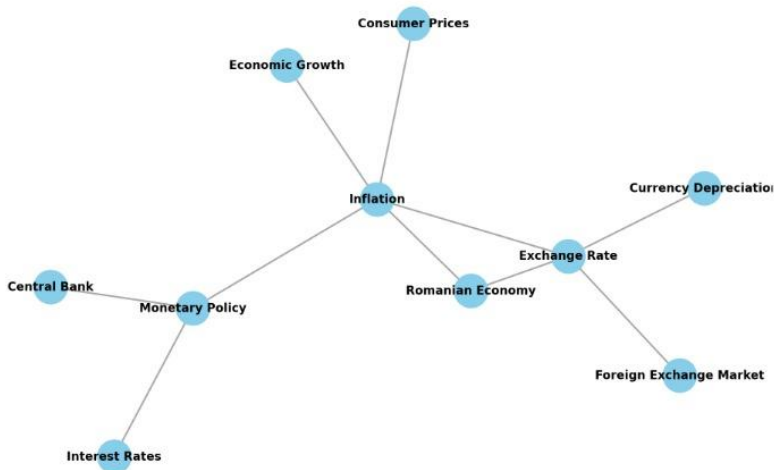 Consumer Prices
Economic Growth
Currency Depreciation
Inflation
Exchange Rate
Central Bank
Romanian Economy
Monetary Policy
Foreign Exchange Market
Interest Rates